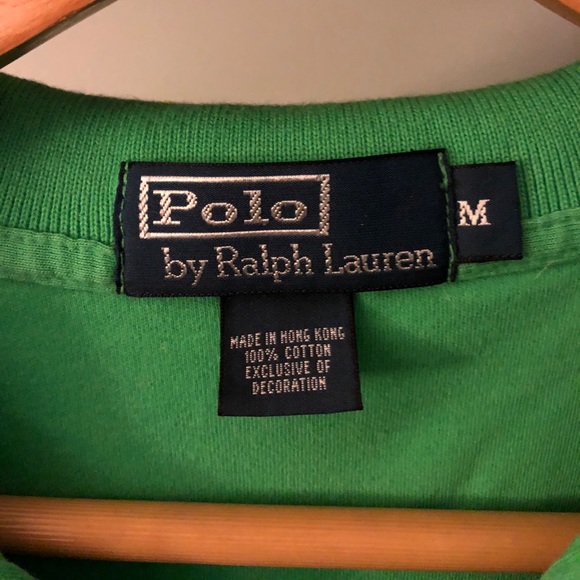 Polo
by Ralph Lauren
M
MADE IN HONG KONG
100% COTTON
EXCLUSIVE OF
DECORATION